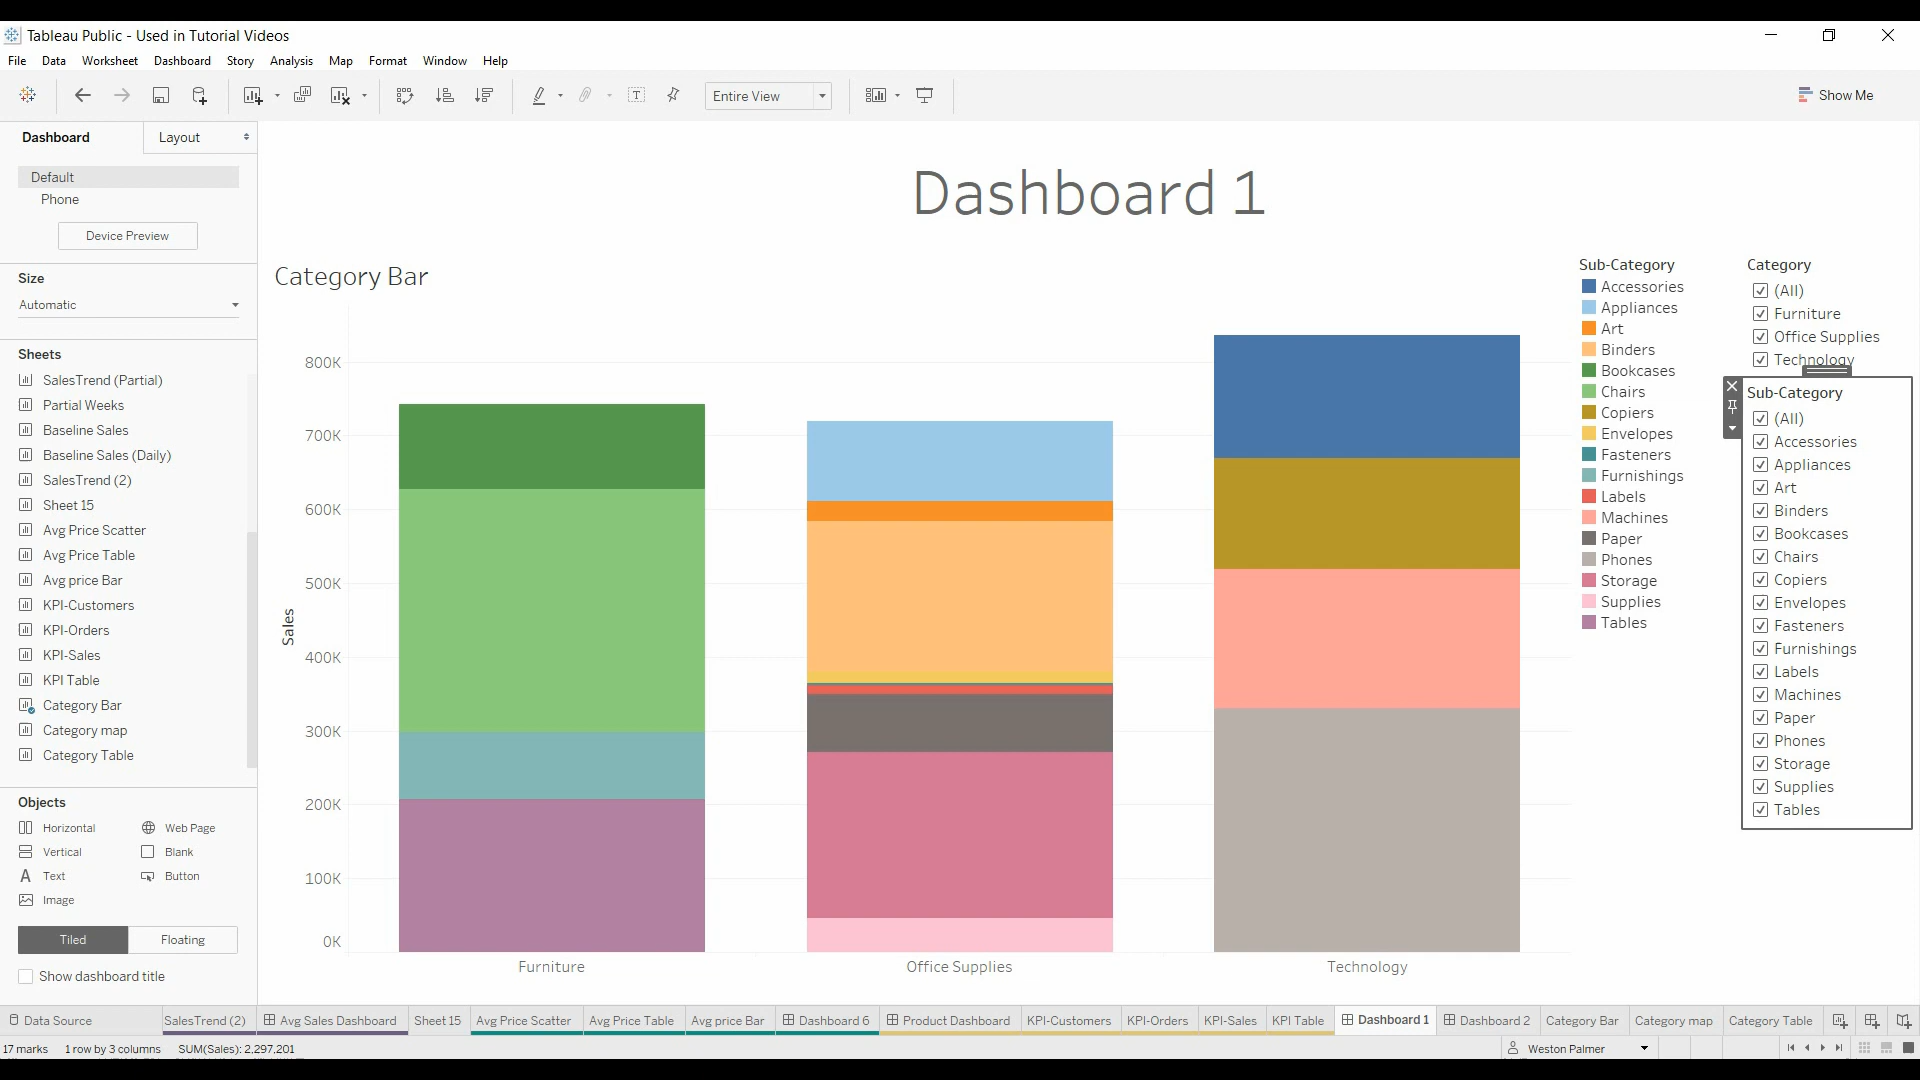 Tableau Public - Used in Tutorial Videos
File Data Worksheet Dashboard Story Analysis Map Format Window Help
Entire View
Show Me
Dashboard
Layout
Default
Phone
Device Preview
Size
Automatic
Sheets
SalesTrend (Partial)
Partial Weeks
Baseline Sales
Baseline Sales (Daily)
SalesTrend (2)
Sheet 15
Avg Price Scatter
Avg Price Table
Avg price Bar
KPI-Customers
KPI-Orders
KPI-Sales
KPI Table
Category Bar
Category map
Category Table
Objects
Horizontal
Web Page
Vertical
Blank
Text
Button
Image
Tiled
Floating
Show dashboard title
Dashboard 1
Category Bar
800K
700K
600K
500K
400K
300K
200K
100K
0K
Sales
Furniture
Office Supplies
Technology
Sub-Category
Accessories
Appliances
Art
Binders
Bookcases
Chairs
Copiers
Envelopes
Fasteners
Furnishings
Labels
Machines
Paper
Phones
Storage
Supplies
Tables
Category
(All)
Furniture
Office Supplies
Technology
Sub-Category
(All)
Accessories
Appliances
Art
Binders
Bookcases
Chairs
Copiers
Envelopes
Fasteners
Furnishings
Labels
Machines
Paper
Phones
Storage
Supplies
Tables
Data Source
SalesTrend (2)
Avg Sales Dashboard
Sheet 15
Avg Price Scatter
Avg Price Table
Avg price Bar
Dashboard 6
Product Dashboard
KPI-Customers
KPI-Orders
KPI-Sales
KPI Table
Dashboard 1
Dashboard 2
Category Bar
Category map
Category Table
17 marks
1 row by 3 columns
SUM(Sales): 2,297,201
Weston Palmer